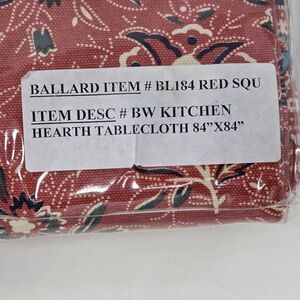 BALLARD ITEM # BL184 RED SQU
ITEM DESC # BW KITCHEN
HEARTH TABLECLOTH 84”X84”